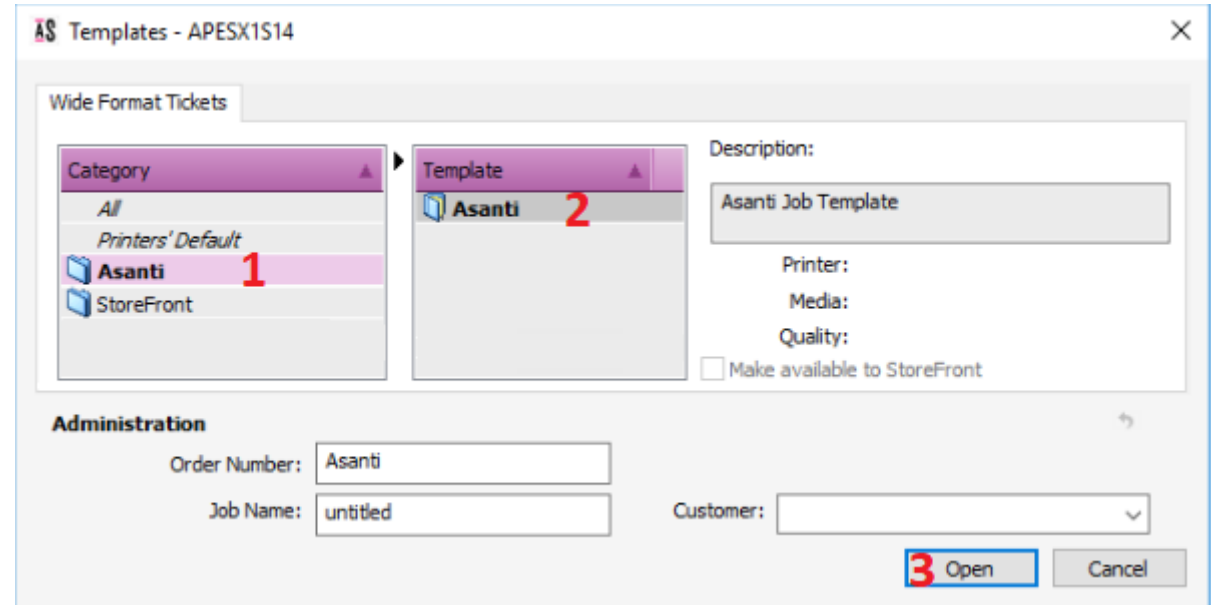 AS Templates - APESX1S14
Wide Format Tickets
Category
All
Printers' Default
Asanti 1
StoreFront
Template
Asanti 2
Description:
Asanti Job Template
Printer:
Media:
Quality:
Make available to StoreFront
Administration
Order Number: Asanti
Job Name: untitled
Customer:
3 Open
Cancel